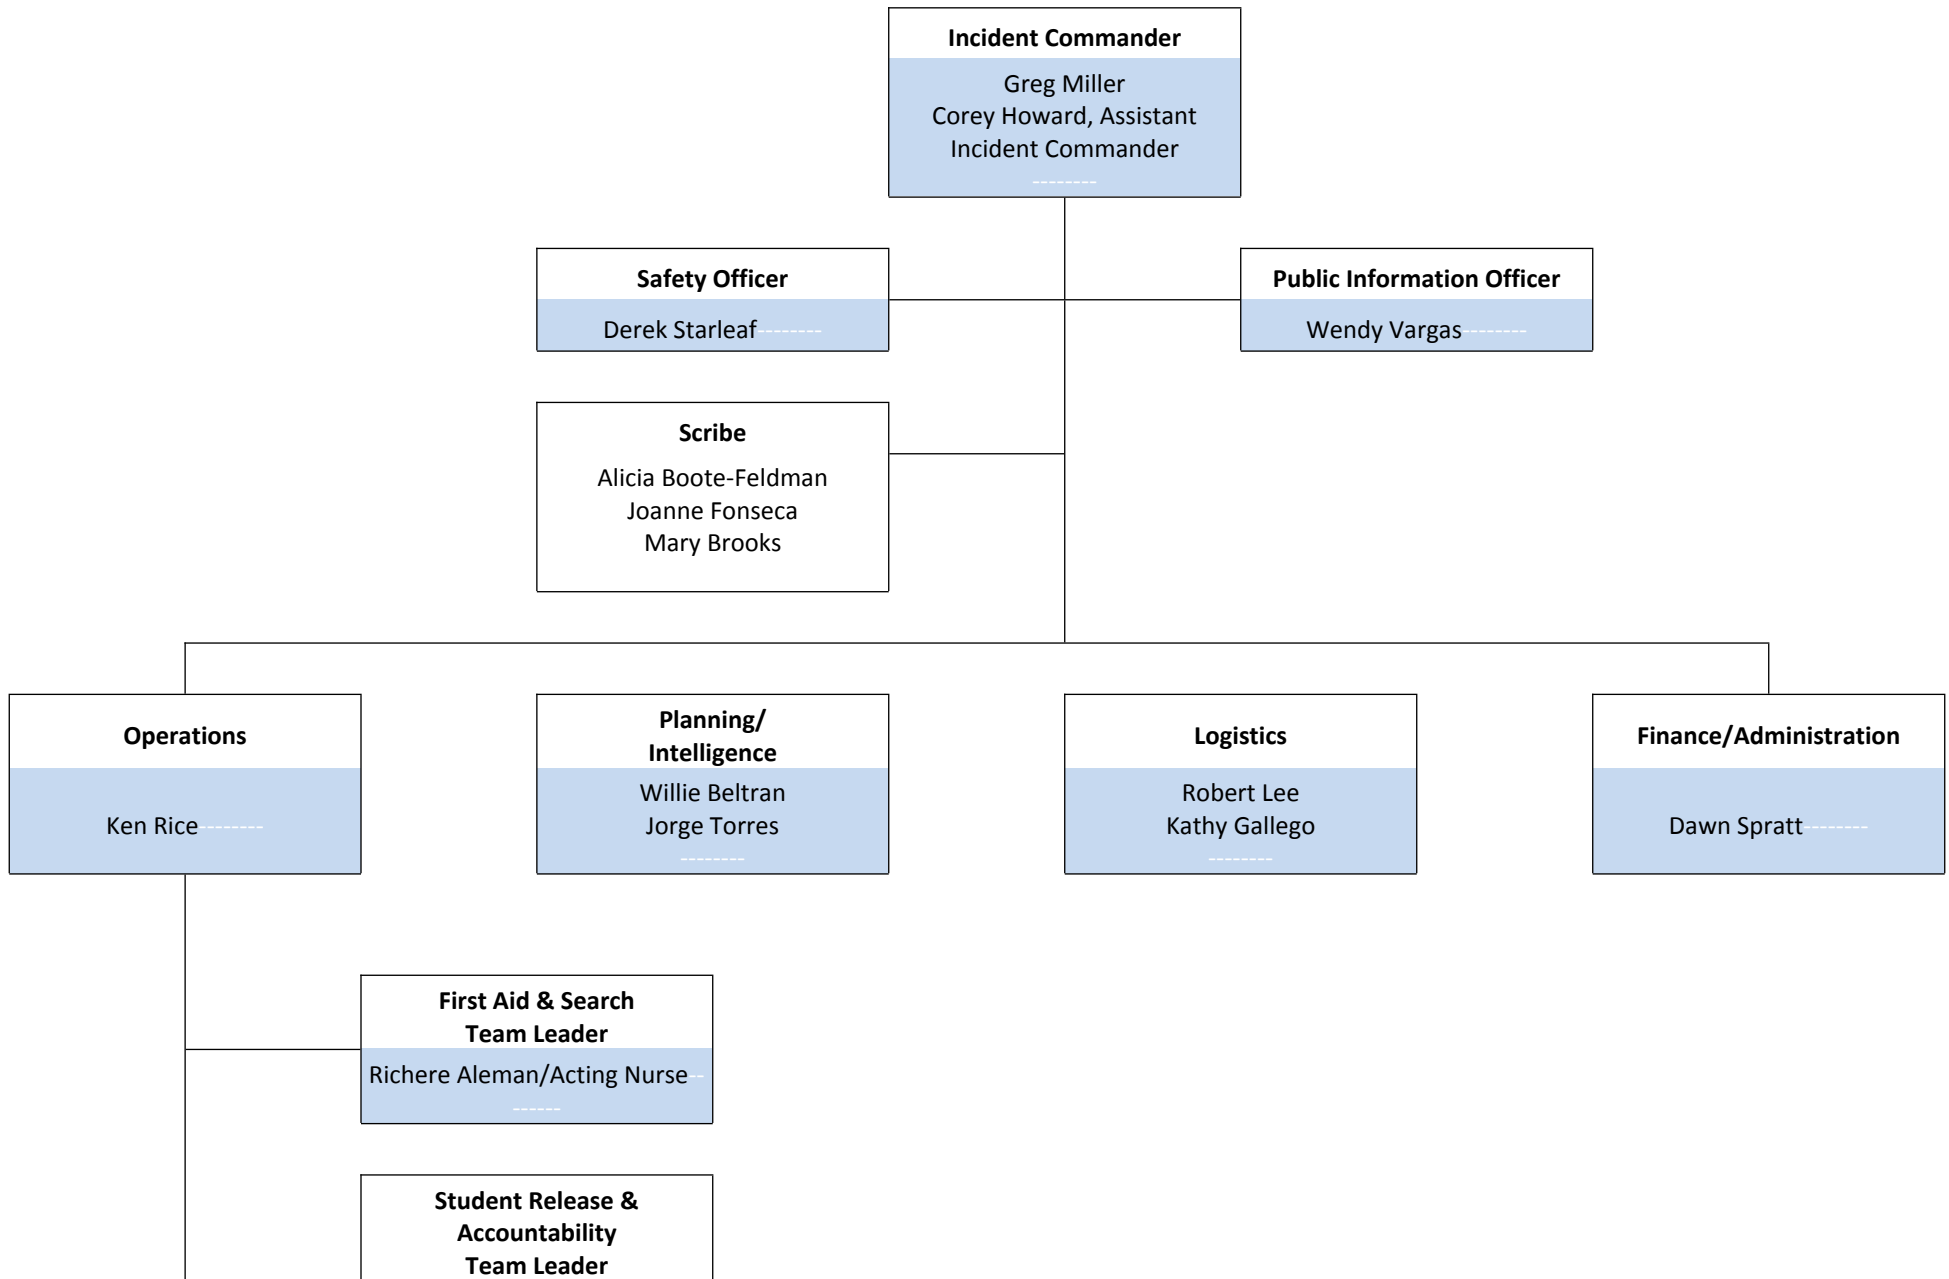 Incident Commander
Greg Miller
Corey Howard, Assistant
Incident Commander
--------
Safety Officer
Derek Starleaf--------
Public Information Officer
Wendy Vargas--------
Scribe
Alicia Boote-Feldman
Joanne Fonseca
Mary Brooks
Operations
Ken Rice--------
Planning/
Intelligence
Willie Beltran
Jorge Torres
--------
Logistics
Robert Lee
Kathy Gallego
--------
Finance/Administration
Dawn Spratt--------
First Aid & Search
Team Leader
Richere Aleman/Acting Nurse--
------
Student Release &
Accountability
Team Leader